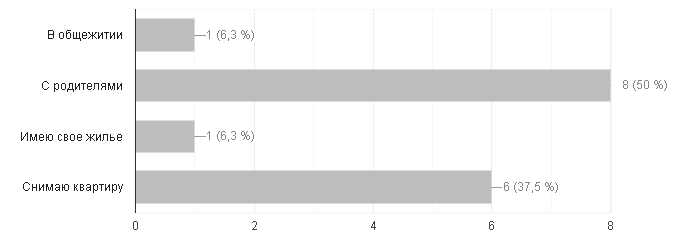 В общежитии
1 (6,3 %)
С родителями
8 (50 %)
Имею свое жилье
1 (6,3 %)
Снимаю квартиру
6 (37,5 %)
0 2 4 6 8